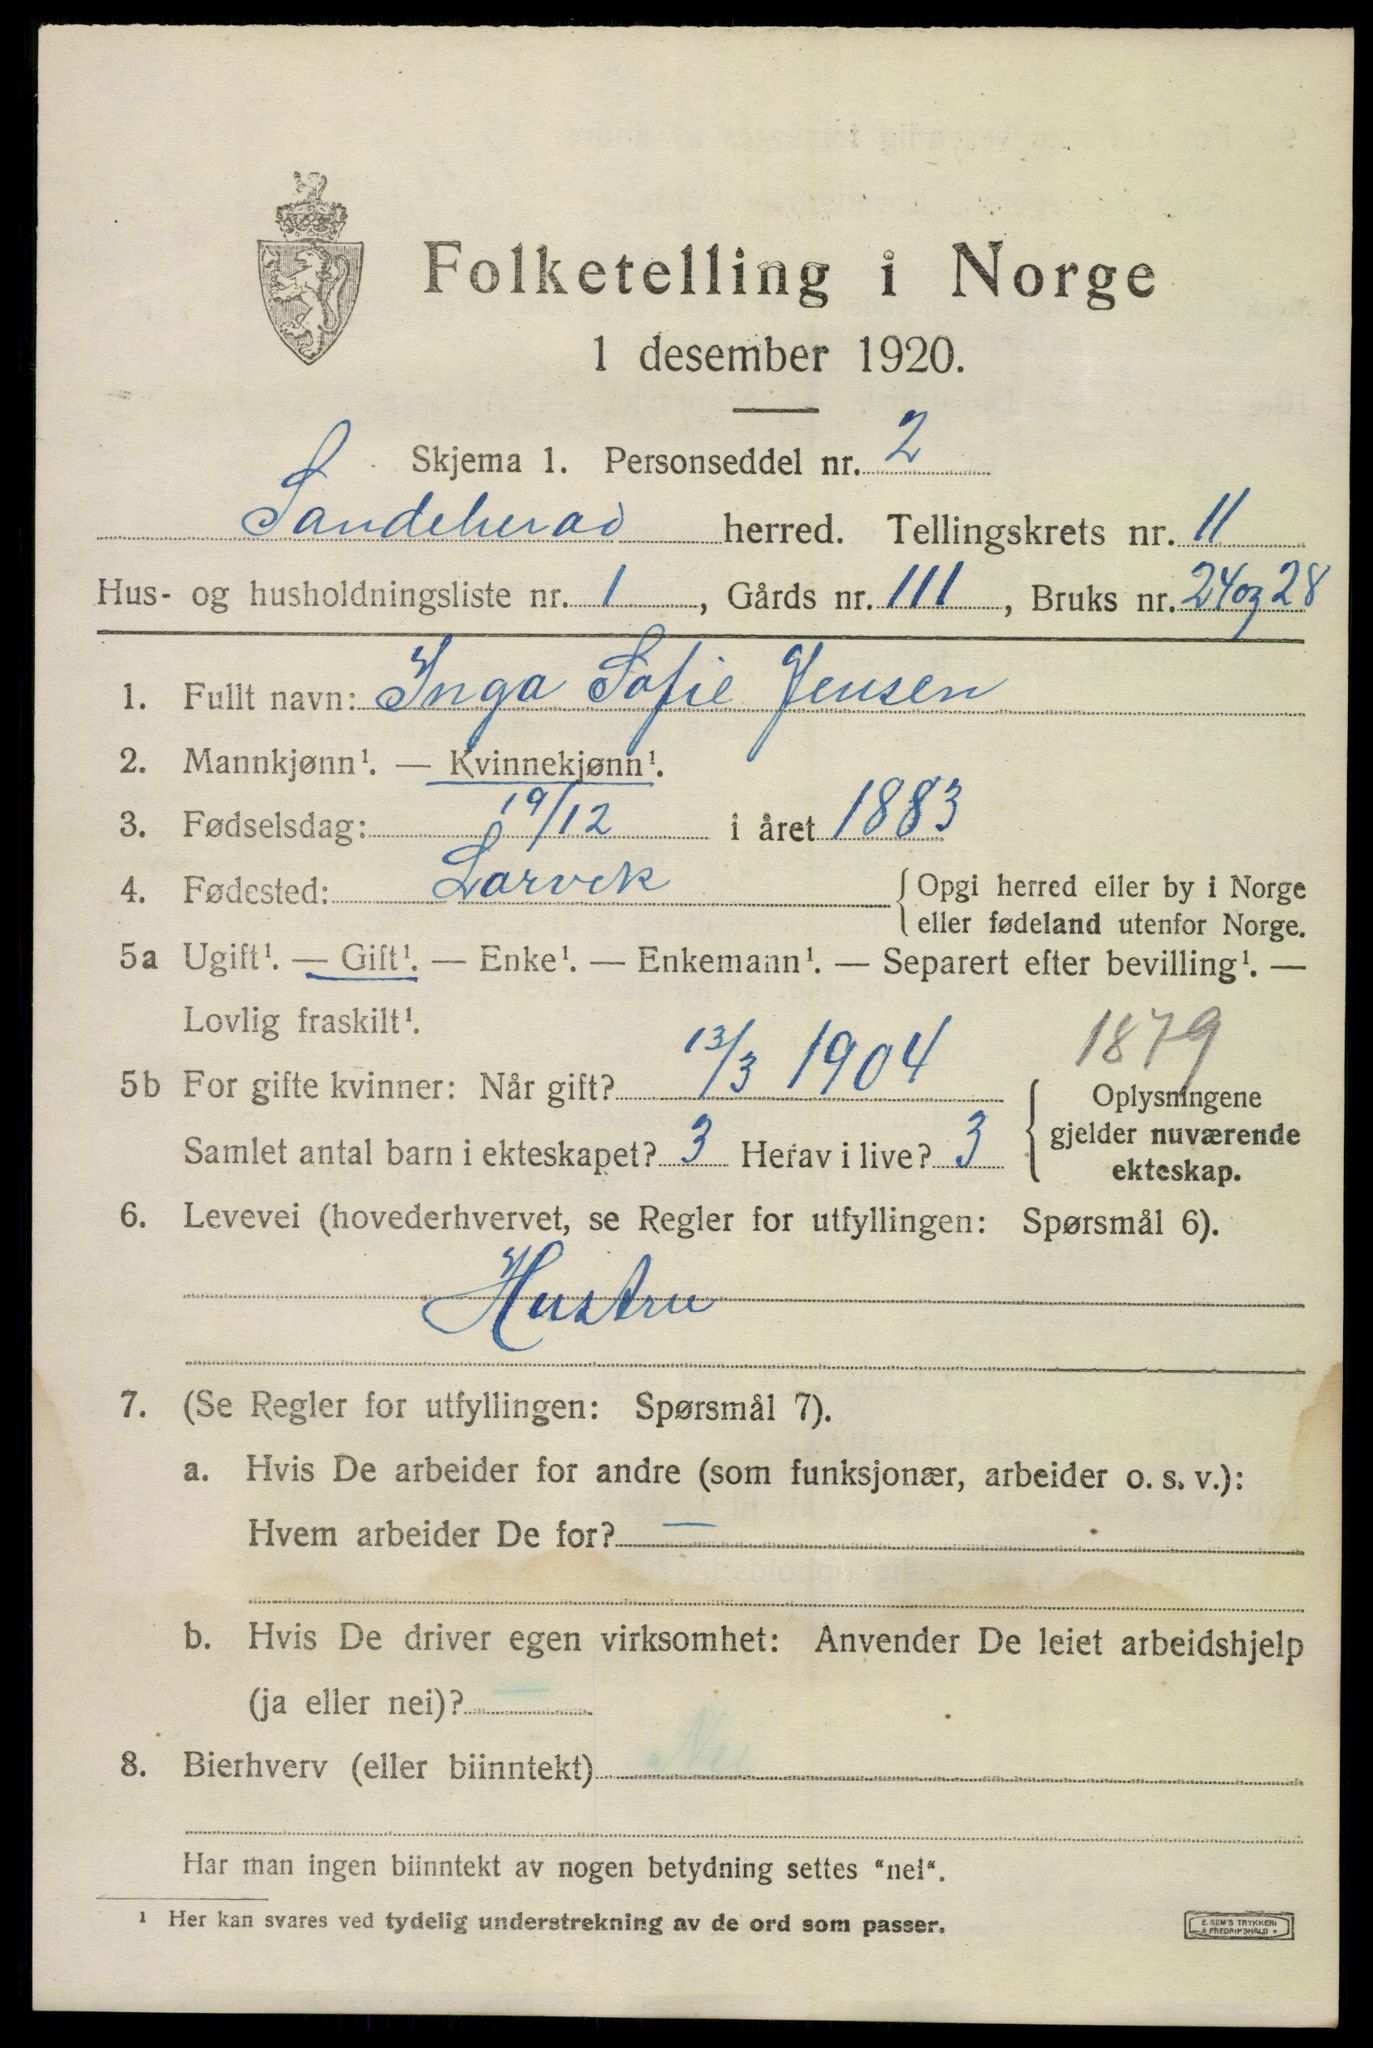 Folketelling i Norge
1 desember 1920.
Skjema 1. Personseddel nr. 2
Sandeherad herred. Tellingskrets nr. 11
Hus- og husholdningsliste nr. 1, Gårds nr. 111, Bruks nr. 24 og 28
1. Fullt navn: Inga Sofie Jensen
2. Mannkjønn¹. — Kvinnekjønn¹.
3. Fødselsdag: 19/12 i året 1883
4. Fødested: Larvik {Opgi herred eller by i Norge
eller fødeland utenfor Norge.
5a Ugift¹. — Gift¹. — Enke¹. — Enkemann¹. — Separert efter bevilling¹. —
Lovlig fraskilt¹.
1879
5b For gifte kvinner: Når gift? 13/3 1904
Samlet antal barn i ekteskapet? 3 Herav i live? 3
{Oplysningene
gjelder nuværende
ekteskap.
6. Levevei (hovederhvervet, se Regler for utfyllingen: Spørsmål 6).
Hustru
7. (Se Regler for utfyllingen: Spørsmål 7).
a. Hvis De arbeider for andre (som funksjonær, arbeider o. s. v.):
Hvem arbeider De for? —
b. Hvis De driver egen virksomhet: Anvender De leiet arbeidshjelp
(ja eller nei)? —
8. Bierhverv (eller biinntekt) Nei
Har man ingen biinntekt av nogen betydning settes "nei".
¹ Her kan svares ved tydelig understrekning av de ord som passer.
E. SEM'S TRYKKERI
FREDRIKSHALD